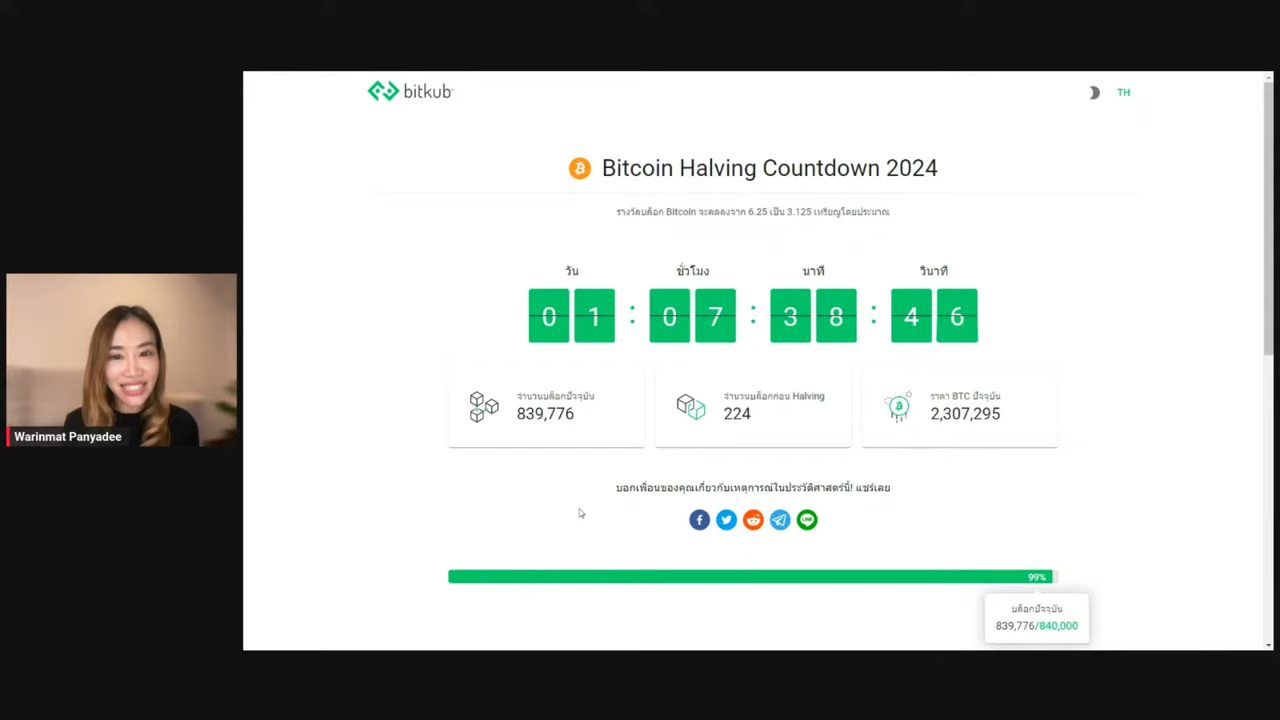 bitkub
TH
Bitcoin Halving Countdown 2024
รางวัลบล็อก Bitcoin จะลดลงจาก 6.25 เป็น 3.125 เหรียญโดยประมาณ
วัน ชั่วโมง นาที วินาที
01 : 07 : 38 : 46
จำนวนบล็อกปัจจุบัน
839,776
จำนวนบล็อกก่อน Halving
224
ราคา BTC ปัจจุบัน
2,307,295
Warinmat Panyadee
บอกเพื่อนของคุณเกี่ยวกับเหตุการณ์ในประวัติศาสตร์นี้! แชร์เลย
LINE
99%
บล็อกปัจจุบัน
839,776/840,000